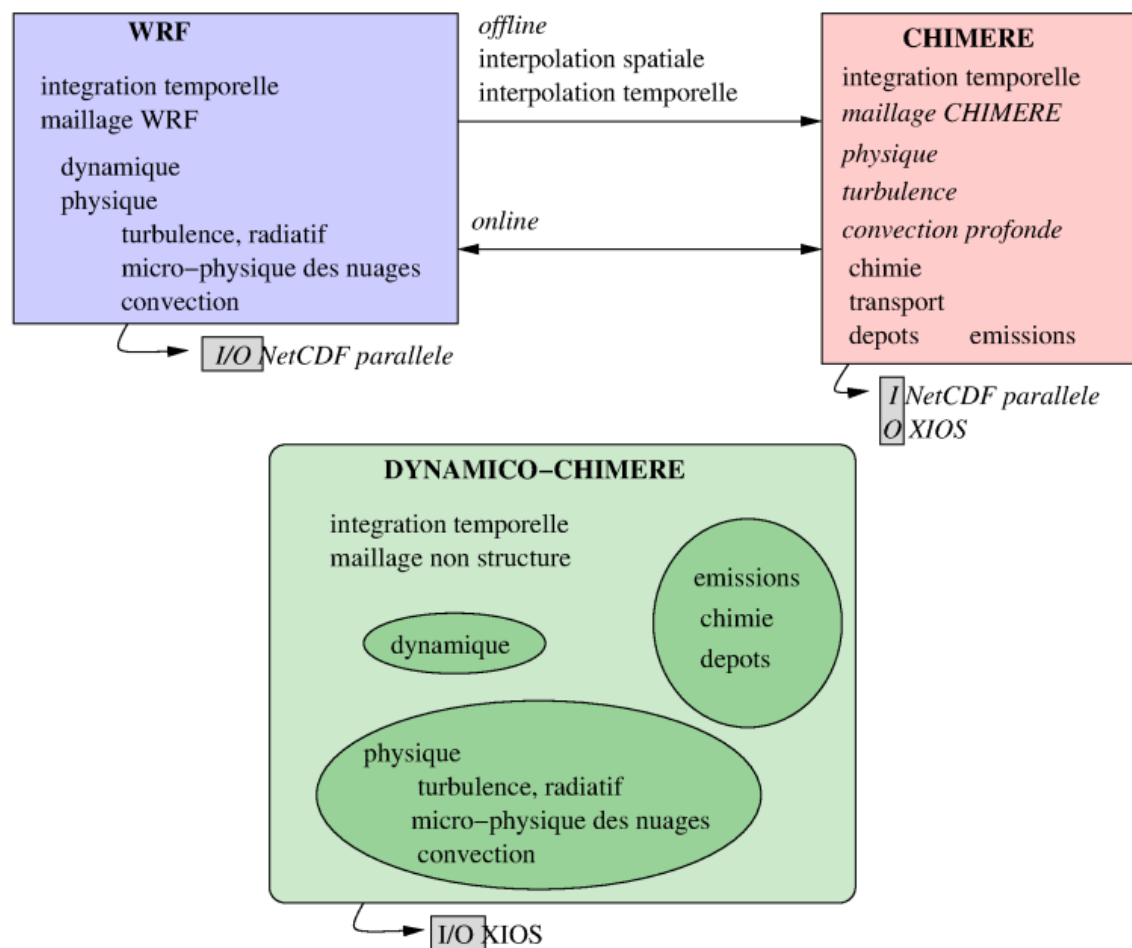 WRF
integration temporelle
maillage WRF
dynamique
physique
turbulence, radiatif
micro−physique des nuages
convection
I/O NetCDF parallele
offline
interpolation spatiale
interpolation temporelle
online
CHIMERE
integration temporelle
maillage CHIMERE
physique
turbulence
convection profonde
chimie
transport
depots emissions
I NetCDF parallele
O XIOS
DYNAMICO−CHIMERE
integration temporelle
maillage non structure
dynamique
emissions
chimie
depots
physique
turbulence, radiatif
micro−physique des nuages
convection
I/O XIOS